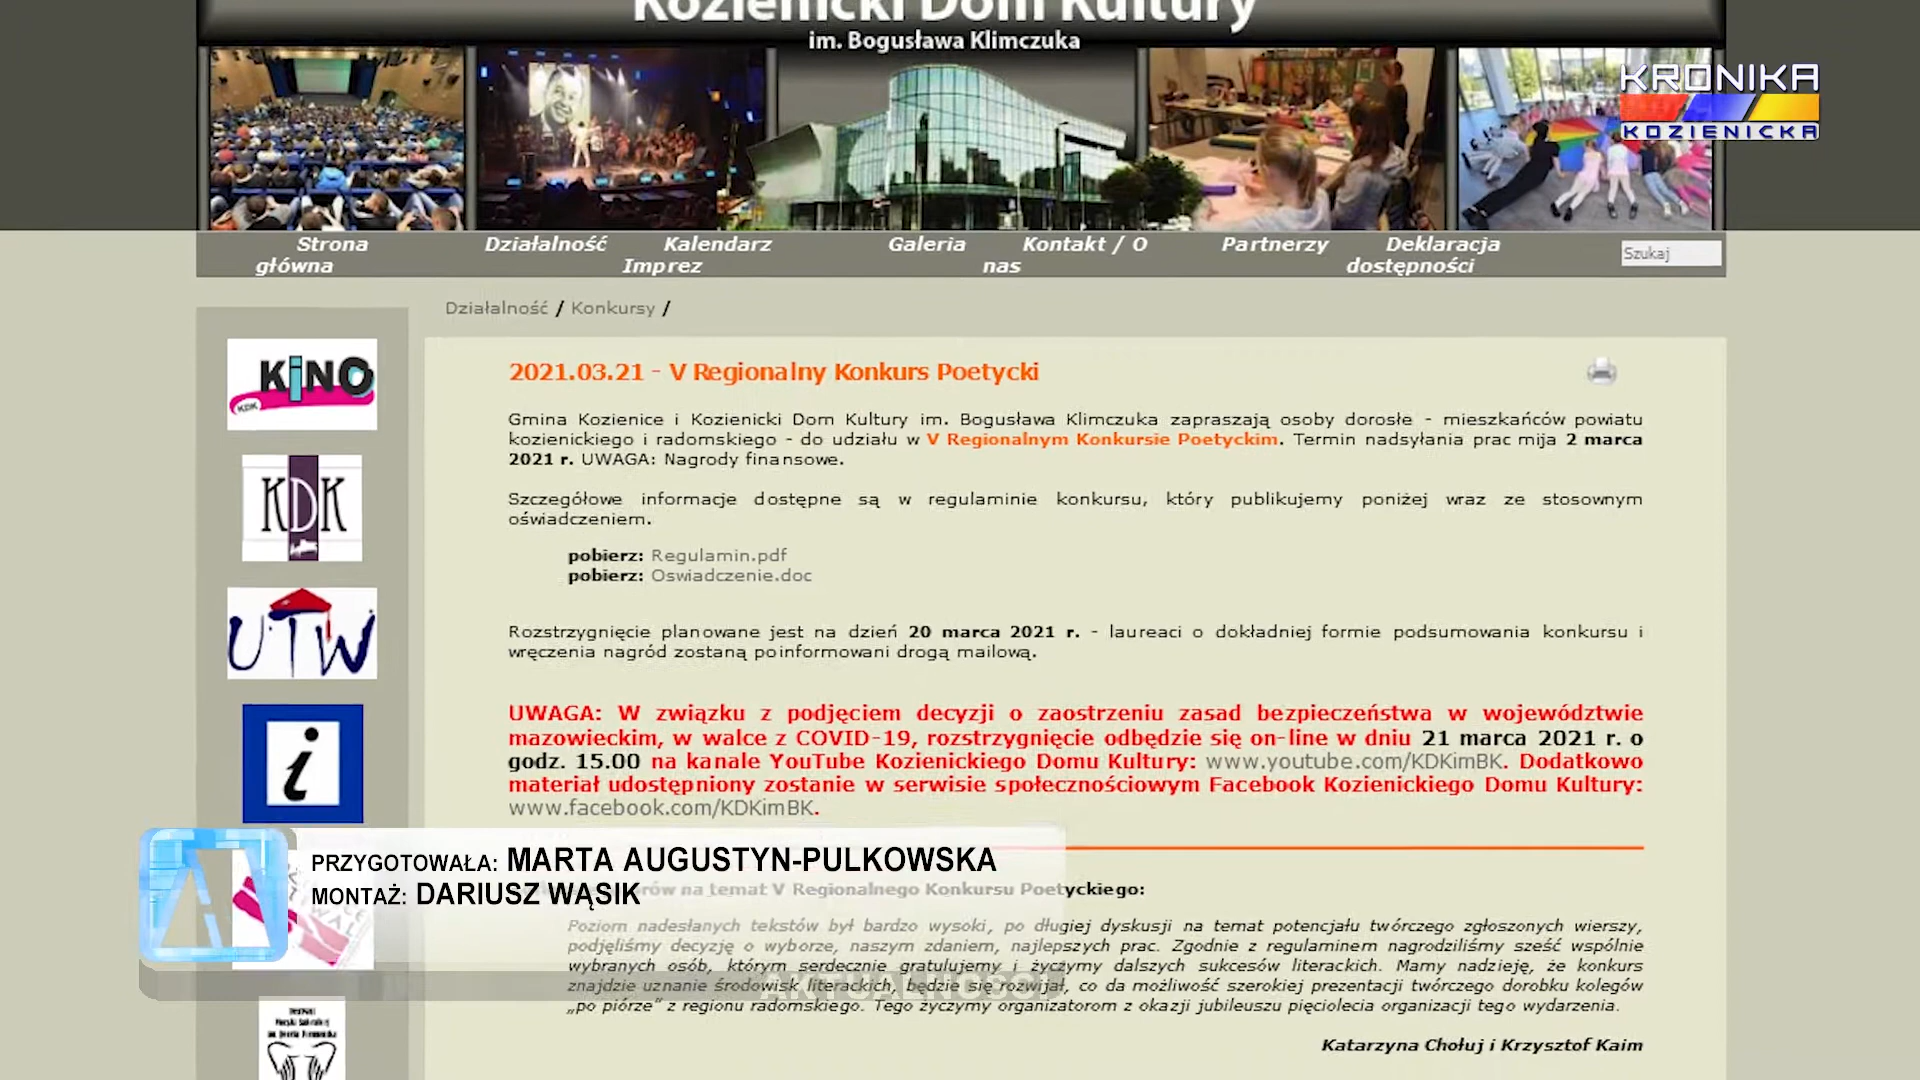 Kozienicki Dom Kultury
im. Bogusława Klimczuka
KRONIKA
KOZIENICKA
Strona główna
Działalność
Kalendarz Imprez
Galeria
Kontakt / O nas
Partnerzy
Deklaracja dostępności
Szukaj
Działalność / Konkursy /
KINO
KDK
KDK
UTW
i
2021.03.21 - V Regionalny Konkurs Poetycki
Gmina Kozienice i Kozienicki Dom Kultury im. Bogusława Klimczuka zapraszają osoby dorosłe - mieszkańców powiatu
kozienickiego i radomskiego - do udziału w V Regionalnym Konkursie Poetyckim. Termin nadsyłania prac mija 2 marca
2021 r. UWAGA: Nagrody finansowe.
Szczegółowe informacje dostępne są w regulaminie konkursu, który publikujemy poniżej wraz ze stosownym
oświadczeniem.
pobierz: Regulamin.pdf
pobierz: Oswiadczenie.doc
Rozstrzygnięcie planowane jest na dzień 20 marca 2021 r. - laureaci o dokładniej formie podsumowania konkursu i
wręczenia nagród zostaną poinformowani drogą mailową.
UWAGA: W związku z podjęciem decyzji o zaostrzeniu zasad bezpieczeństwa w województwie
mazowieckim, w walce z COVID-19, rozstrzygnięcie odbędzie się on-line w dniu 21 marca 2021 r. o
godz. 15.00 na kanale YouTube Kozienickiego Domu Kultury: www.youtube.com/KDKimBK. Dodatkowo
materiał udostępniony zostanie w serwisie społecznościowym Facebook Kozienickiego Domu Kultury:
www.facebook.com/KDKimBK.
PRZYGOTOWAŁA: MARTA AUGUSTYN-PULKOWSKA
MONTAŻ: DARIUSZ WĄSIK
na temat V Regionalnego Konkursu Poetyckiego:
Poziom nadesłanych tekstów był bardzo wysoki, po długiej dyskusji na temat potencjału twórczego zgłoszonych wierszy,
podjęliśmy decyzję o wyborze, naszym zdaniem, najlepszych prac. Zgodnie z regulaminem nagrodziliśmy sześć wspólnie
wybranych osób, którym serdecznie gratulujemy i życzymy dalszych sukcesów literackich. Mamy nadzieję, że konkurs
znajdzie uznanie środowisk literackich, będzie się rozwijał, co da możliwość szerokiej prezentacji twórczego dorobku kolegów
„po piórze” z regionu radomskiego. Tego życzymy organizatorom z okazji jubileuszu pięciolecia organizacji tego wydarzenia.
AKTUALNOŚCI
Katarzyna Chołuj i Krzysztof Kaim